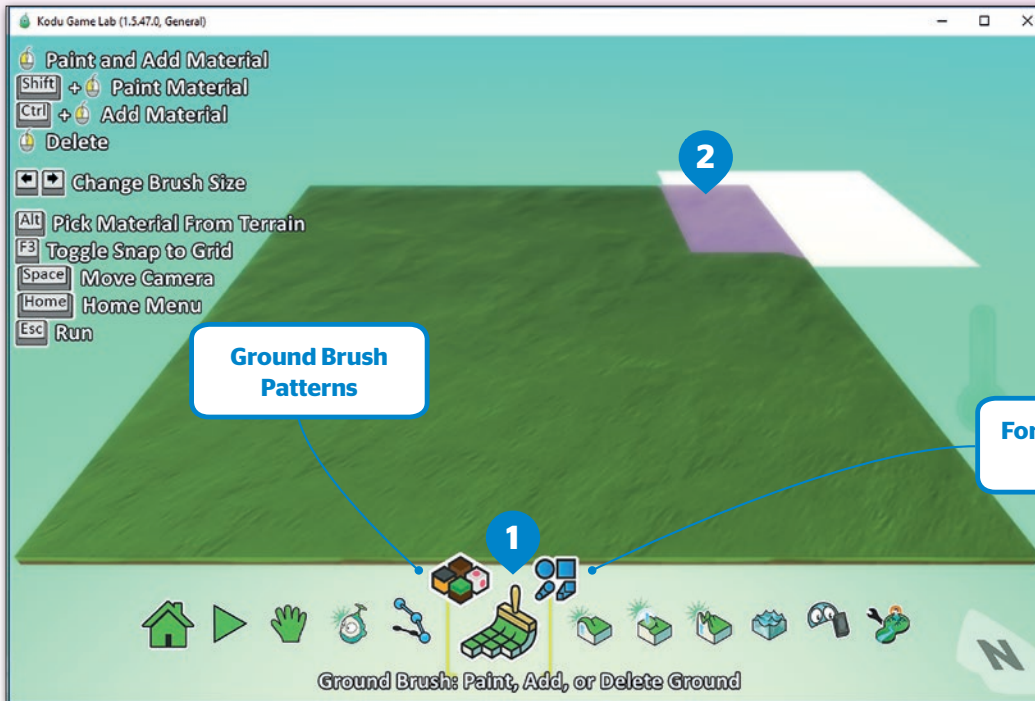 Kodu Game Lab (1.5.47.0, General)
Paint and Add Material
Shift + Paint Material
Ctrl + Add Material
Delete
Change Brush Size
Alt Pick Material From Terrain
F3 Toggle Snap to Grid
Space Move Camera
Home Home Menu
Esc Run
2
Ground Brush
Patterns
For
1
N
Ground Brush: Paint, Add, or Delete Ground